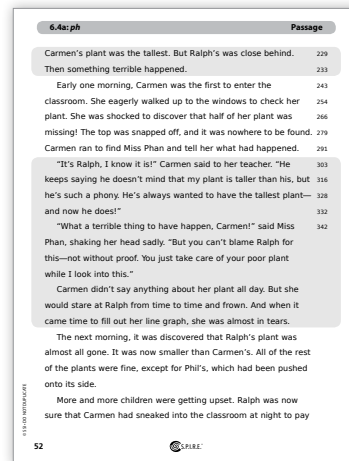 6.4a: ph Passage
Carmen's plant was the tallest. But Ralph's was close behind. 229
Then something terrible happened. 233
Early one morning, Carmen was the first to enter the 243
classroom. She eagerly walked up to the windows to check her 254
plant. She was shocked to discover that half of her plant was 266
missing! The top was snapped off, and it was nowhere to be found. 279
Carmen ran to find Miss Phan and tell her what had happened. 291
"It's Ralph, I know it is!" Carmen said to her teacher. "He 303
keeps saying he doesn't mind that my plant is taller than his, but 316
he's such a phony. He's always wanted to have the tallest plant— 328
and now he does!" 332
"What a terrible thing to have happen, Carmen!" said Miss 342
Phan, shaking her head sadly. "But you can't blame Ralph for
this—not without proof. You just take care of your poor plant
while I look into this."
Carmen didn't say anything about her plant all day. But she
would stare at Ralph from time to time and frown. And when it
came time to fill out her line graph, she was almost in tears.
The next morning, it was discovered that Ralph's plant was
almost all gone. It was now smaller than Carmen's. All of the rest
of the plants were fine, except for Phil's, which had been pushed
onto its side.
More and more children were getting upset. Ralph was now
sure that Carmen had sneaked into the classroom at night to pay
52 S.P.I.R.E.